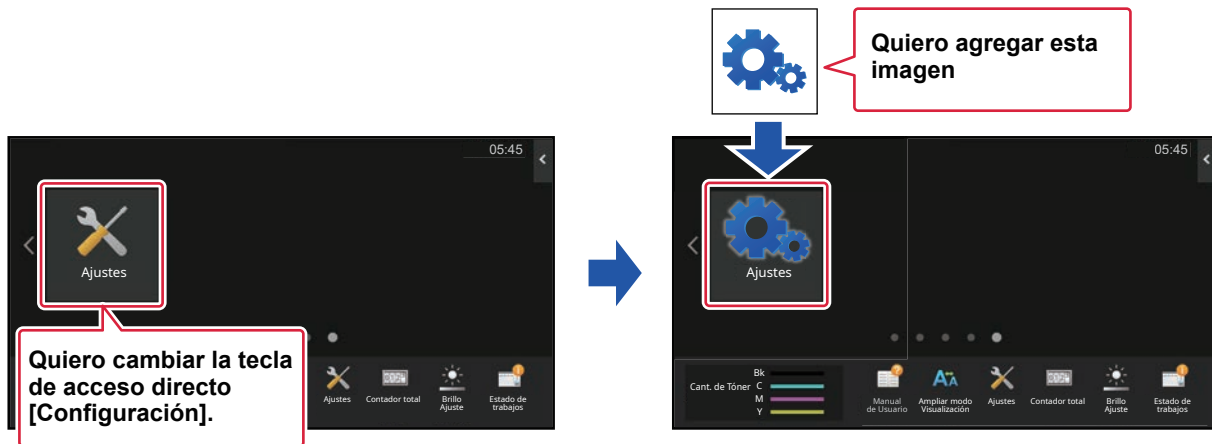 Quiero agregar esta
imagen
05:45
Ajustes
Quiero cambiar la tecla
de acceso directo
[Configuración].
Ajustes
Contador total
Brillo
Ajuste
Estado de
trabajos
05:45
Ajustes
Cant. de Tóner
Bk
C
M
Y
Manual
de Usuario
Ampliar modo
Visualización
Ajustes
Contador total
Brillo
Ajuste
Estado de
trabajos